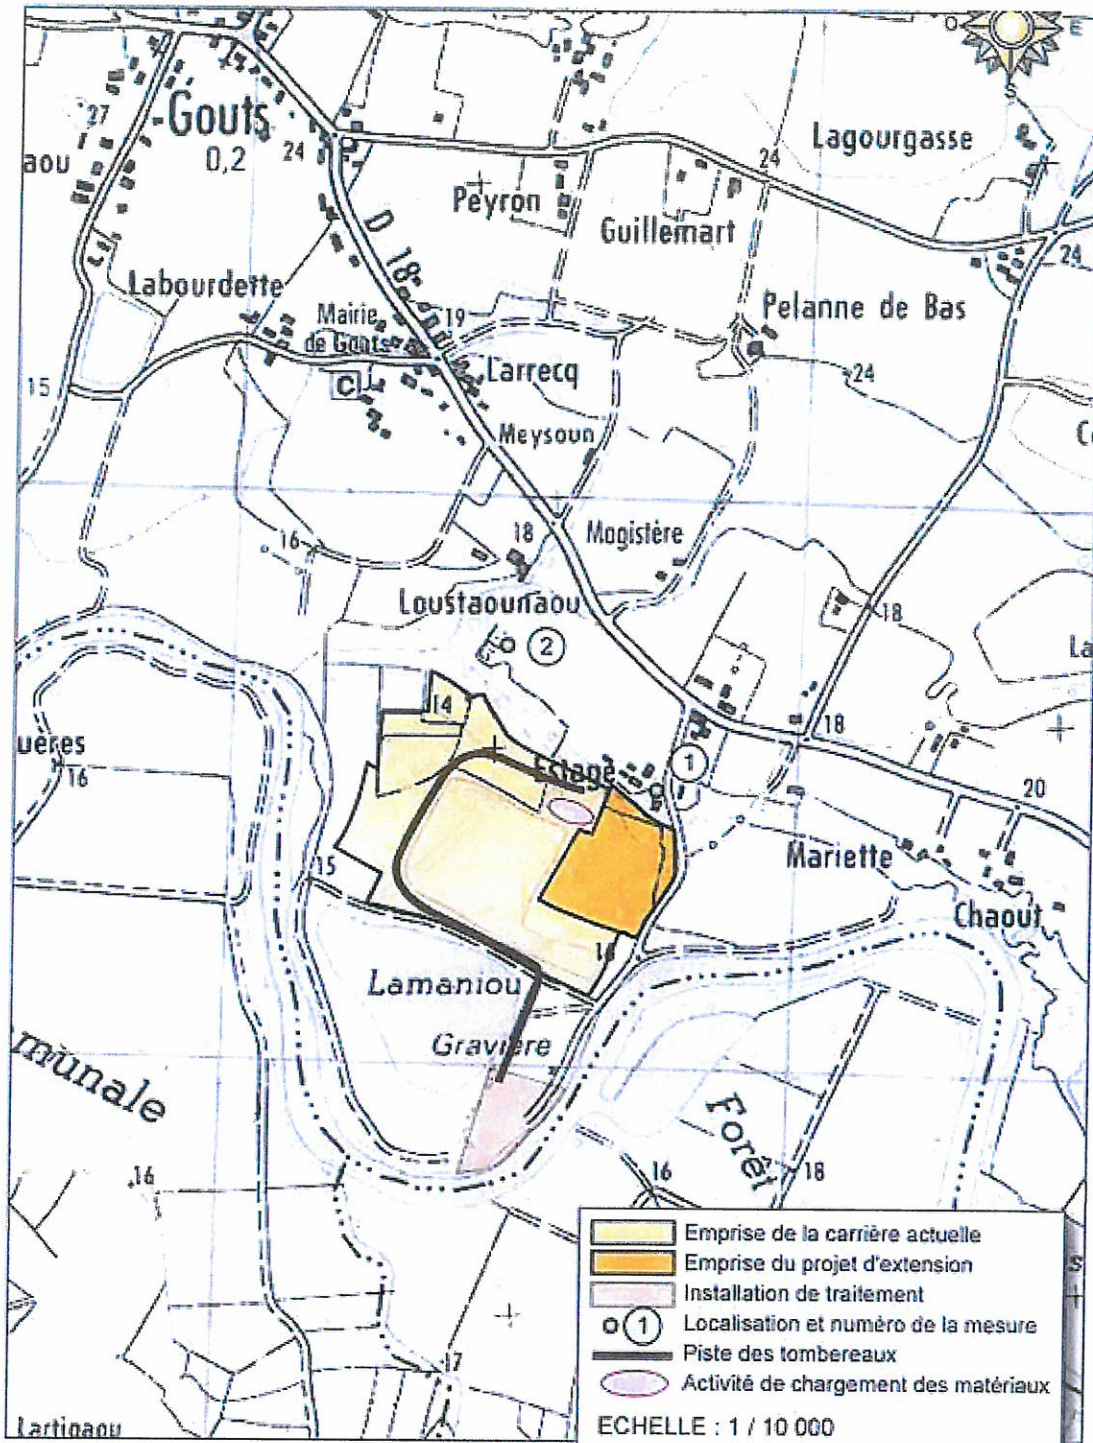 O
E
S
Gouts
0,2
27
24
aou
Lagourgasse
24
Peyron
Guillemart
24
D 18
Labourdette
Mairie
de Gouts
19
Pelanne de Bas
Larrecq
C
24
15
Meysoun
18
16
Magistère
Loustaounaou
18
2
La
14
uères
16
Estagé
1
18
20
Mariette
15
Chaout
Lamaniou
Gravière
munale
Forêt
16
16
18
17
Lartigaou
Emprise de la carrière actuelle
Emprise du projet d'extension
Installation de traitement
1 Localisation et numéro de la mesure
Piste des tombereaux
Activité de chargement des matériaux
ECHELLE : 1 / 10 000